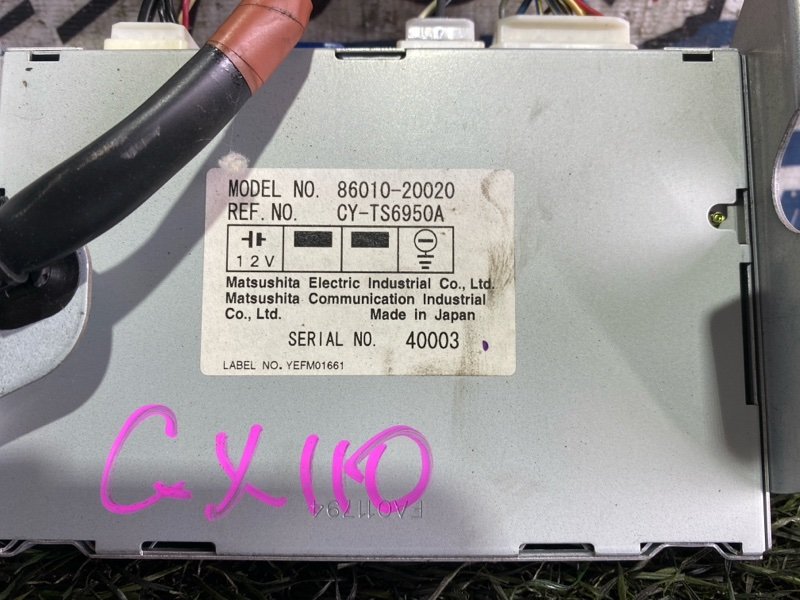 MODEL NO. 86010-20020
REF. NO. CY-TS6950A
12V
Matsushita Electric Industrial Co., Ltd.
Matsushita Communication Industrial
Co., Ltd. Made in Japan
SERIAL NO. 40003
LABEL NO. YEFM01661
GX110
FA011794